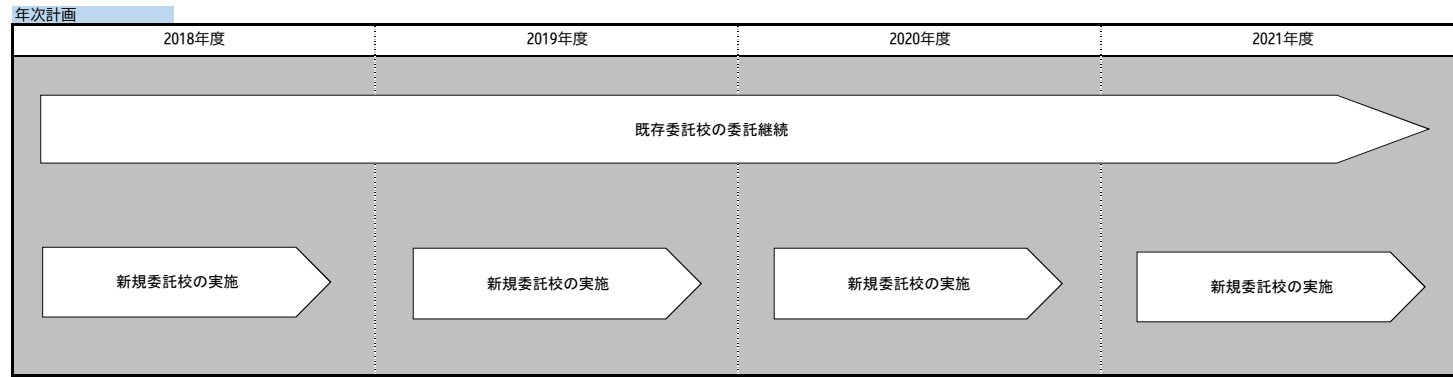 年次計画
2018年度
2019年度
2020年度
2021年度
既存委託校の委託継続
新規委託校の実施
新規委託校の実施
新規委託校の実施
新規委託校の実施